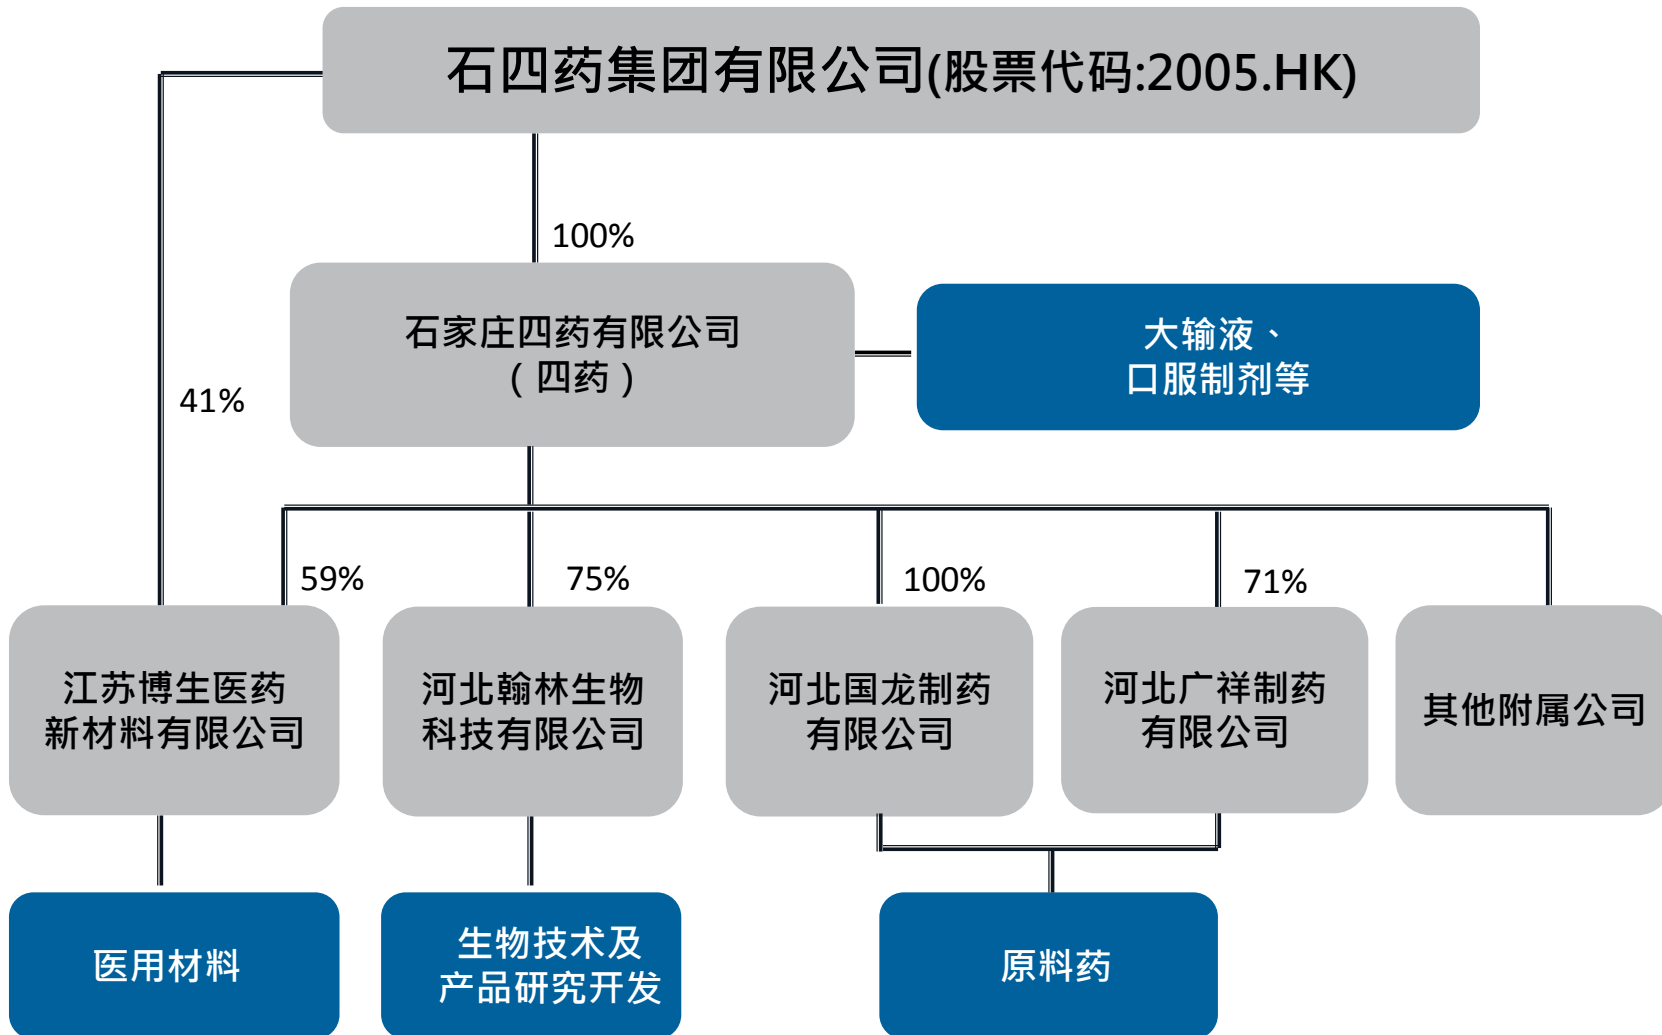 石四药集团有限公司(股票代码:2005.HK)
100%
石家庄四药有限公司
（四药）
大输液、
口服制剂等
41%
59%
75%
100%
71%
江苏博生医药
新材料有限公司
河北翰林生物
科技有限公司
河北国龙制药
有限公司
河北广祥制药
有限公司
其他附属公司
医用材料
生物技术及
产品研究开发
原料药